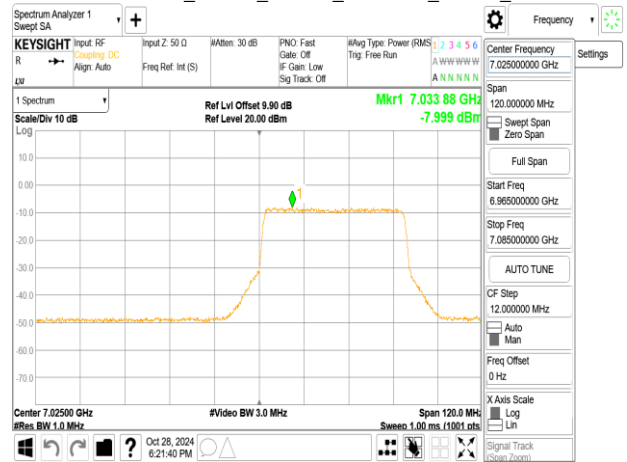 Spectrum Analyzer 1
Swept SA
Frequency
KEYSIGHT Input: RF Input Z: 50 Ω #Atten: 30 dB PNO: Fast #Avg Type: Power (RMS 1 2 3 4 5 6
R Coupling: DC Gate: Off Trig: Free Run A W W W W W
Align: Auto Freq Ref: Int (S) IF Gain: Low
Sig Track: Off A N N N N N
LW
1 Spectrum
Scale/Div 10 dB
Ref Lvl Offset 9.90 dB
Ref Level 20.00 dBm
Mkr1 7.033 88 GHz
-7.999 dBm
Log
10.0
0.00
-10.0
-20.0
-30.0
-40.0
-50.0
-60.0
-70.0
1
Center 7.02500 GHz #Video BW 3.0 MHz Span 120.0 MHz
#Res BW 1.0 MHz Sweep 1.00 ms (1001 pts
?
Oct 28, 2024
6:21:40 PM
Center Frequency
7.025000000 GHz
Settings
Span
120.000000 MHz
Swept Span
Zero Span
Full Span
Start Freq
6.965000000 GHz
Stop Freq
7.085000000 GHz
AUTO TUNE
CF Step
12.000000 MHz
Auto
Man
Freq Offset
0 Hz
X Axis Scale
Log
Lin
Signal Track
(Span Zoom)